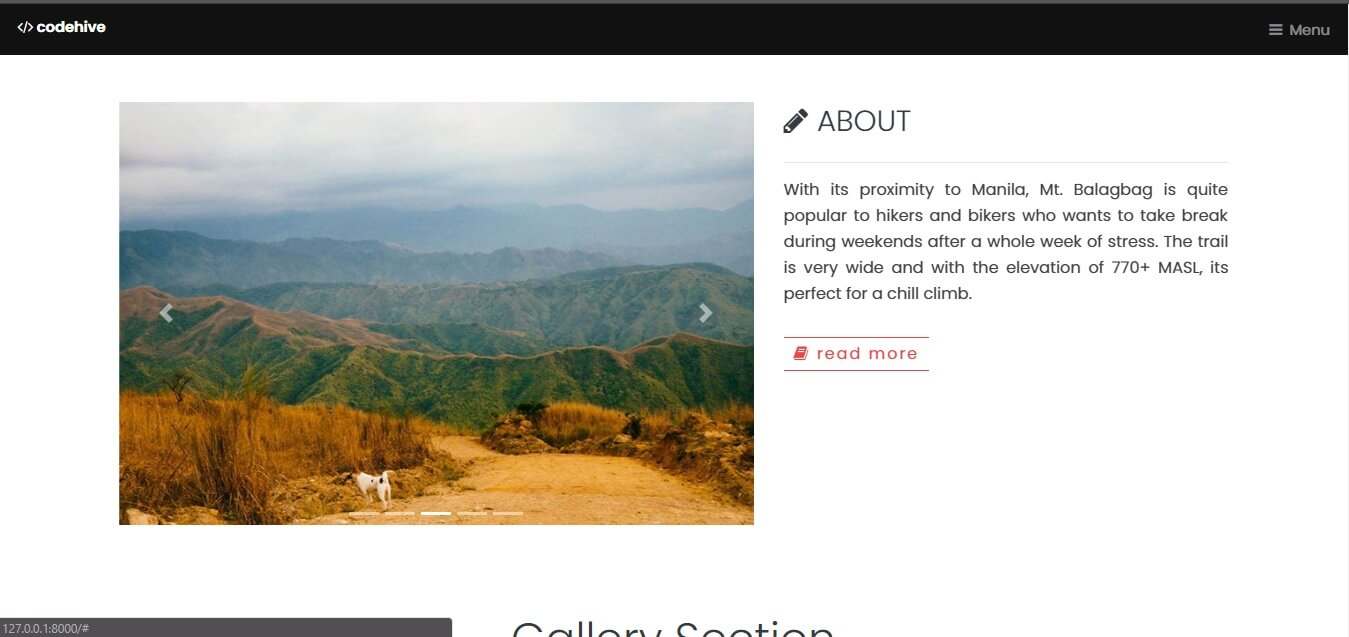 codehive
Menu
ABOUT
With its proximity to Manila, Mt. Balagbag is quite
popular to hikers and bikers who wants to take break
during weekends after a whole week of stress. The trail
is very wide and with the elevation of 770+ MASL, its
perfect for a chill climb.
read more
Gallery Section
127.0.0.1:8000/#